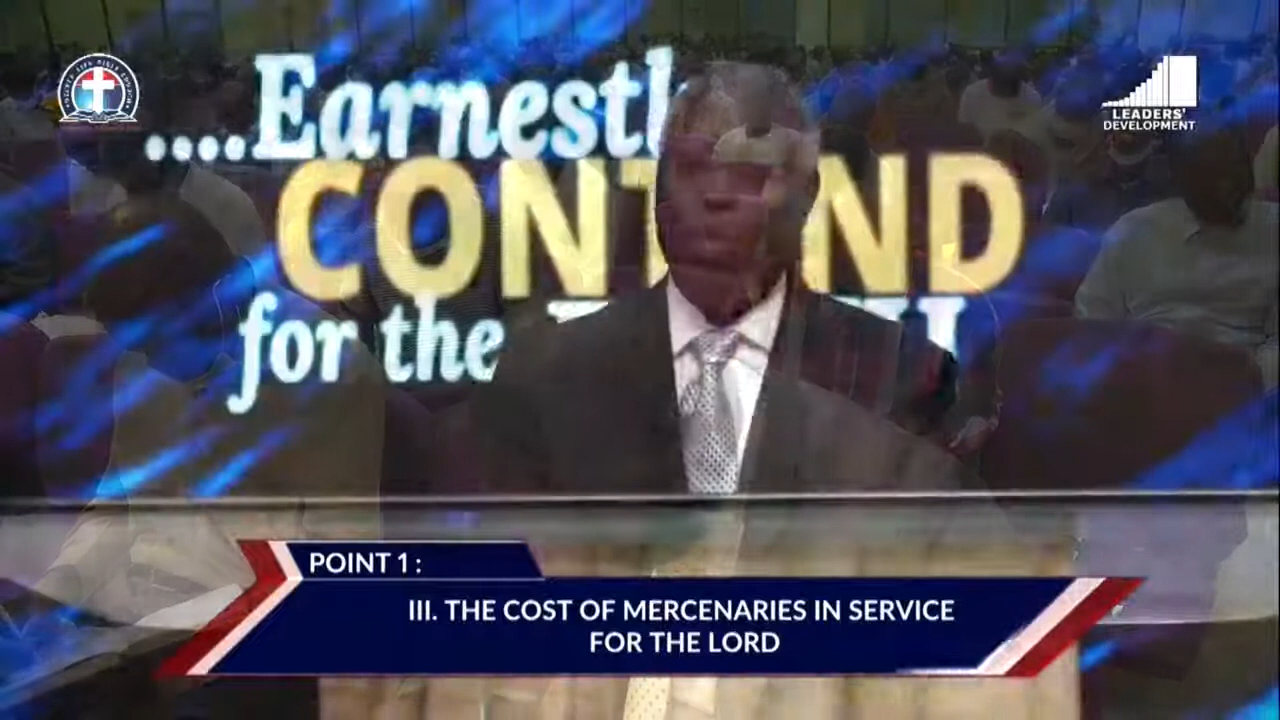 ....Earnestl
CONT ND
for the
LEADERS'
DEVELOPMENT
POINT 1 :
III. THE COST OF MERCENARIES IN SERVICE
FOR THE LORD